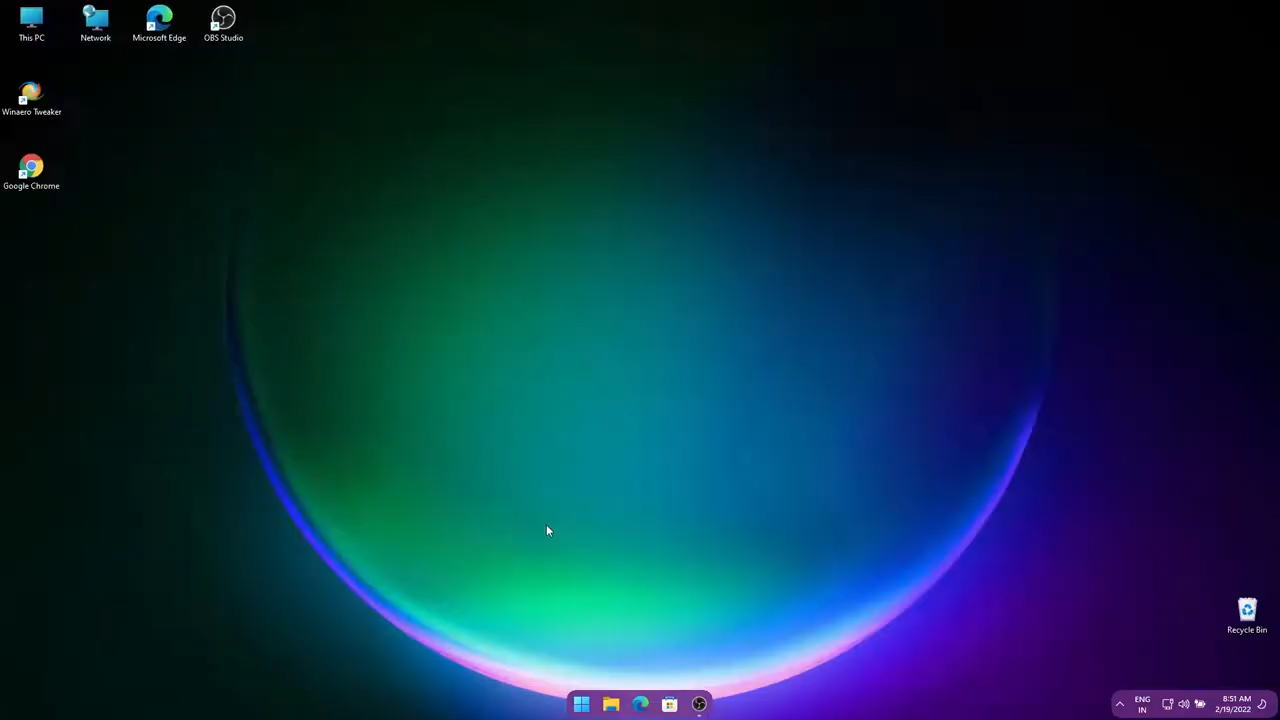 This PC
Network
Microsoft Edge
OBS Studio
Winaero Tweaker
Google Chrome
Recycle Bin
ENG
IN
8:51 AM
2/19/2022